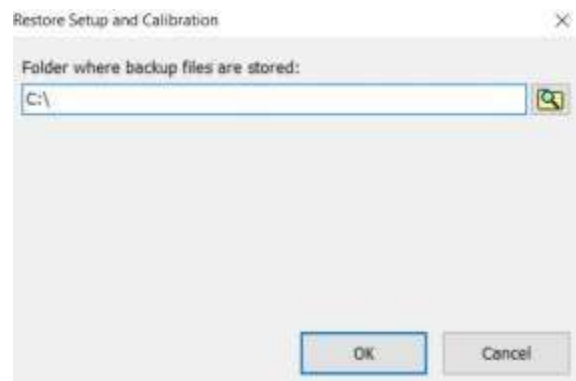 Restore Setup and Calibration
Folder where backup files are stored:
C:\
OK
Cancel